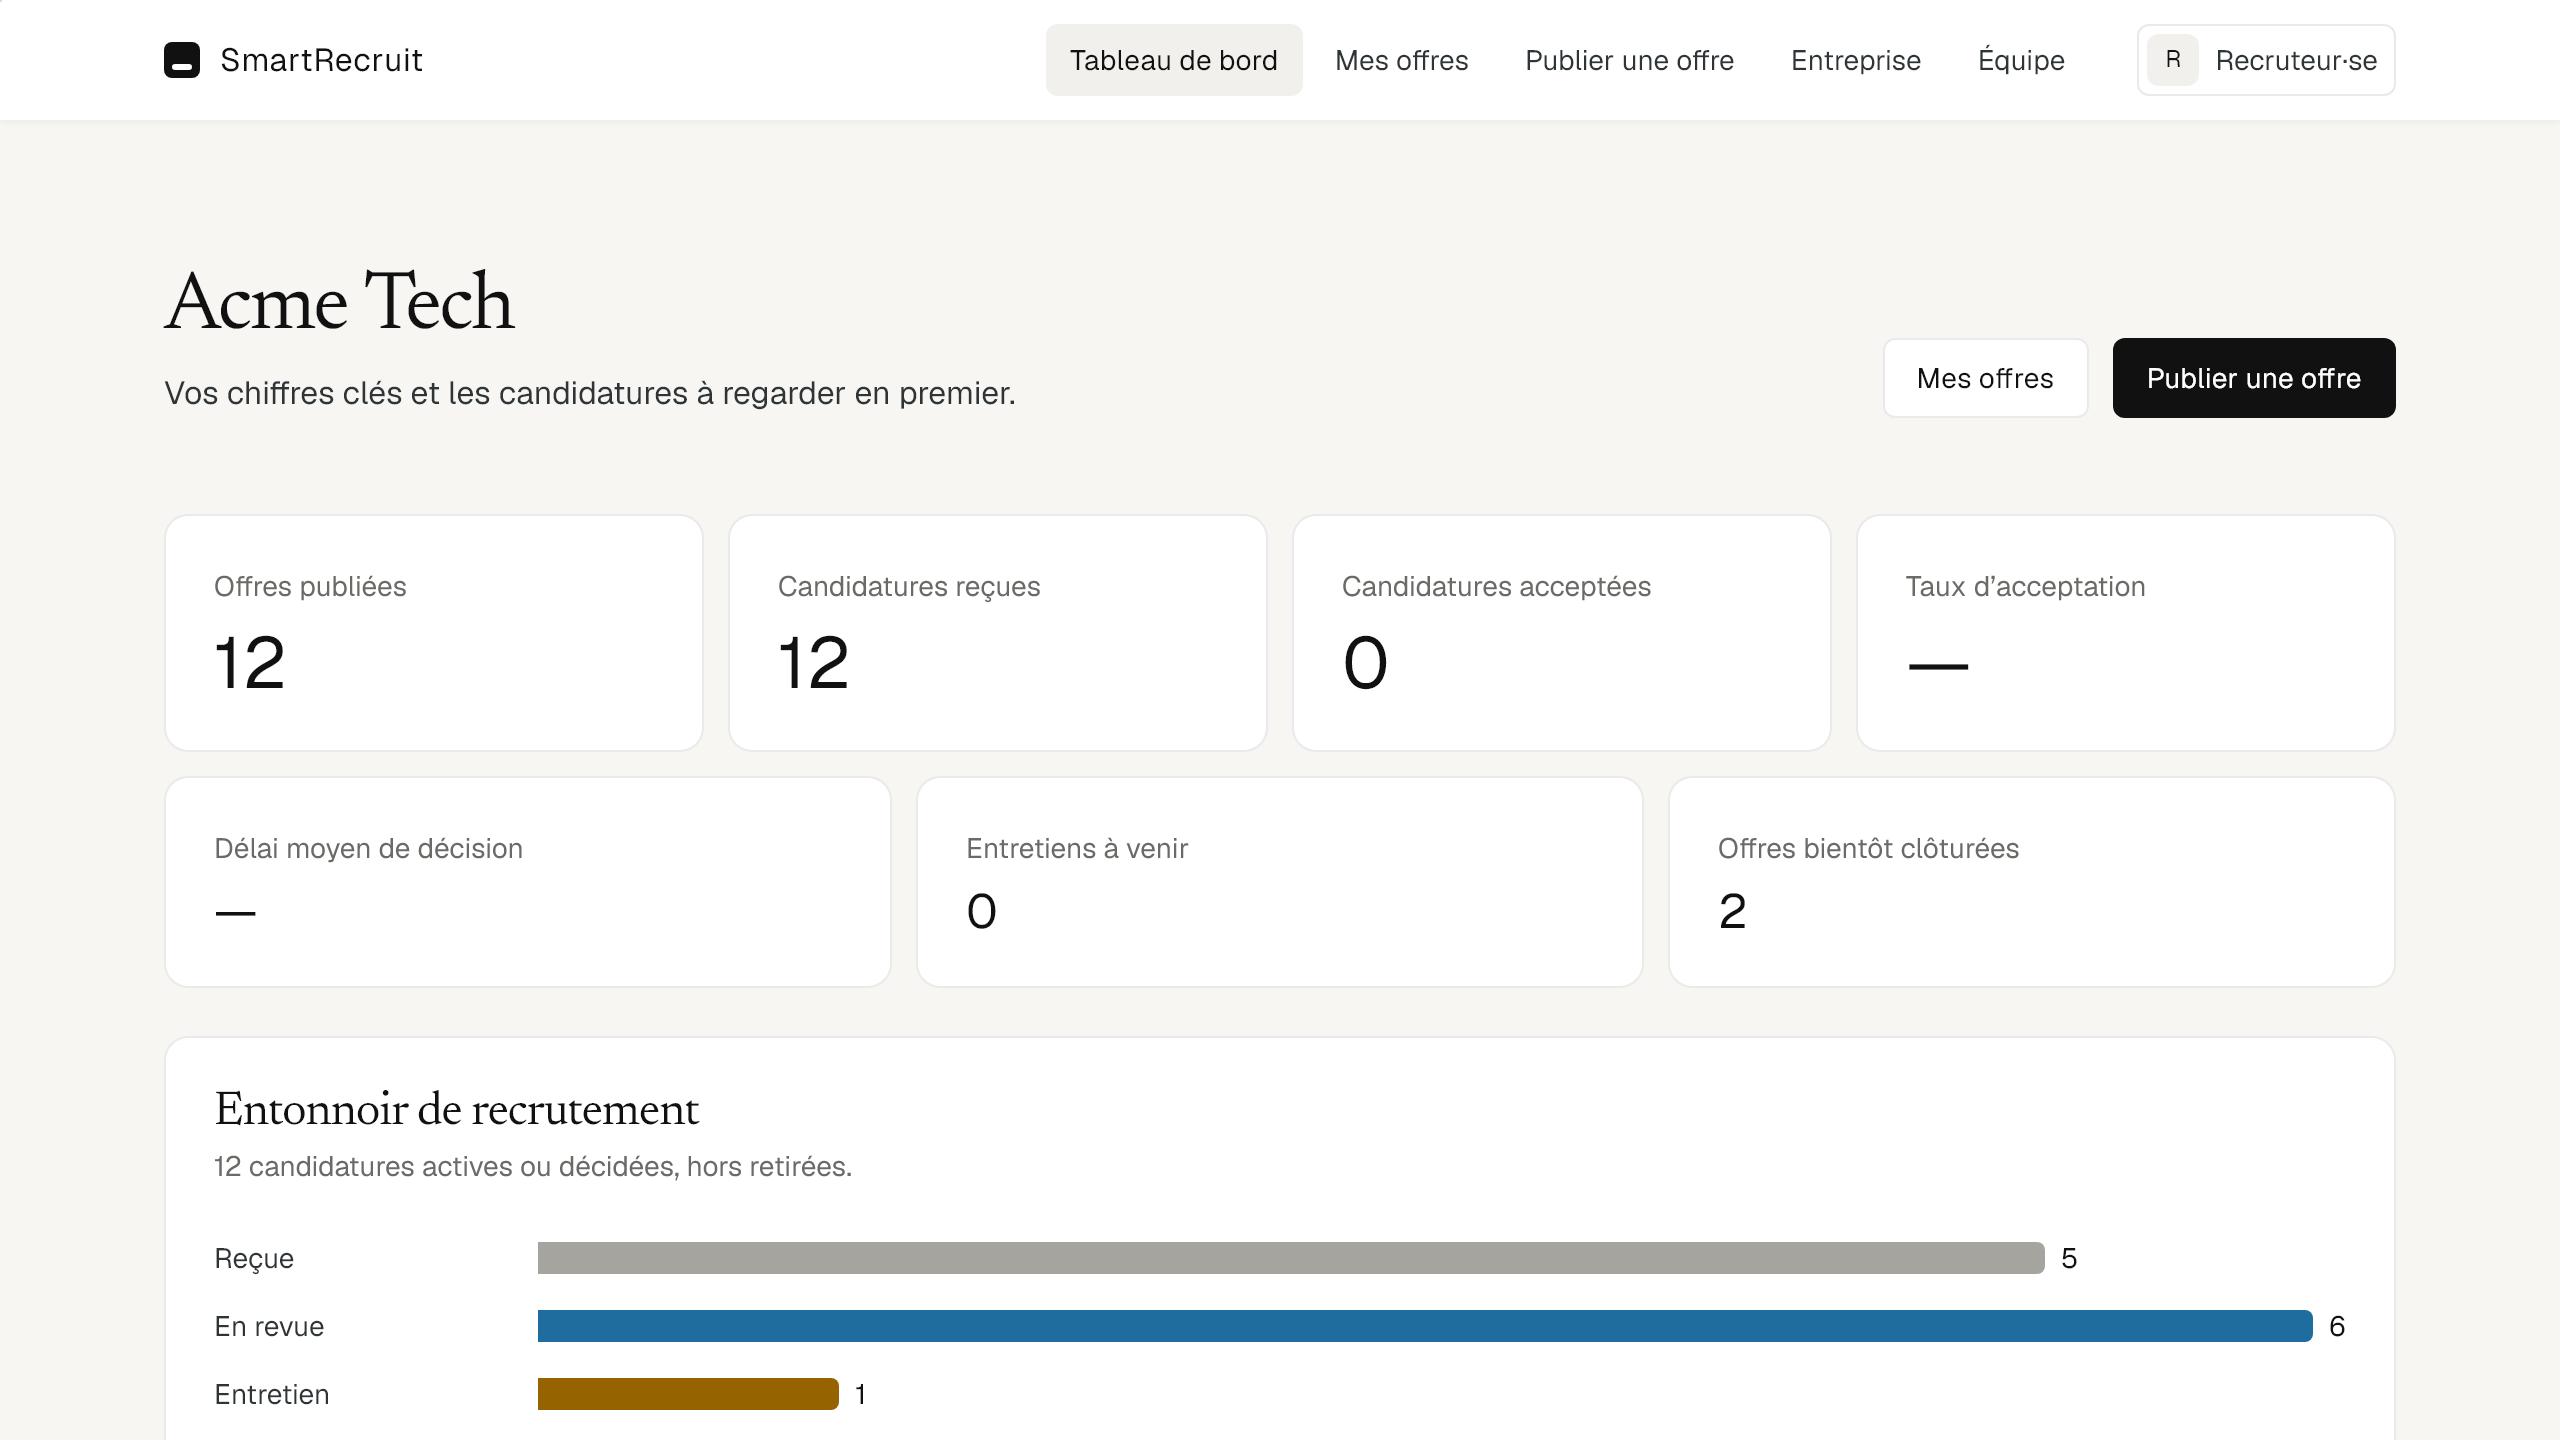 SmartRecruit
Tableau de bord
Mes offres
Publier une offre
Entreprise
Équipe
R
Recruteur·se
Acme Tech
Vos chiffres clés et les candidatures à regarder en premier.
Mes offres
Publier une offre
Offres publiées
12
Candidatures reçues
12
Candidatures acceptées
0
Taux d’acceptation
—
Délai moyen de décision
—
Entretiens à venir
0
Offres bientôt clôturées
2
Entonnoir de recrutement
12 candidatures actives ou décidées, hors retirées.
Reçue 5
En revue 6
Entretien 1